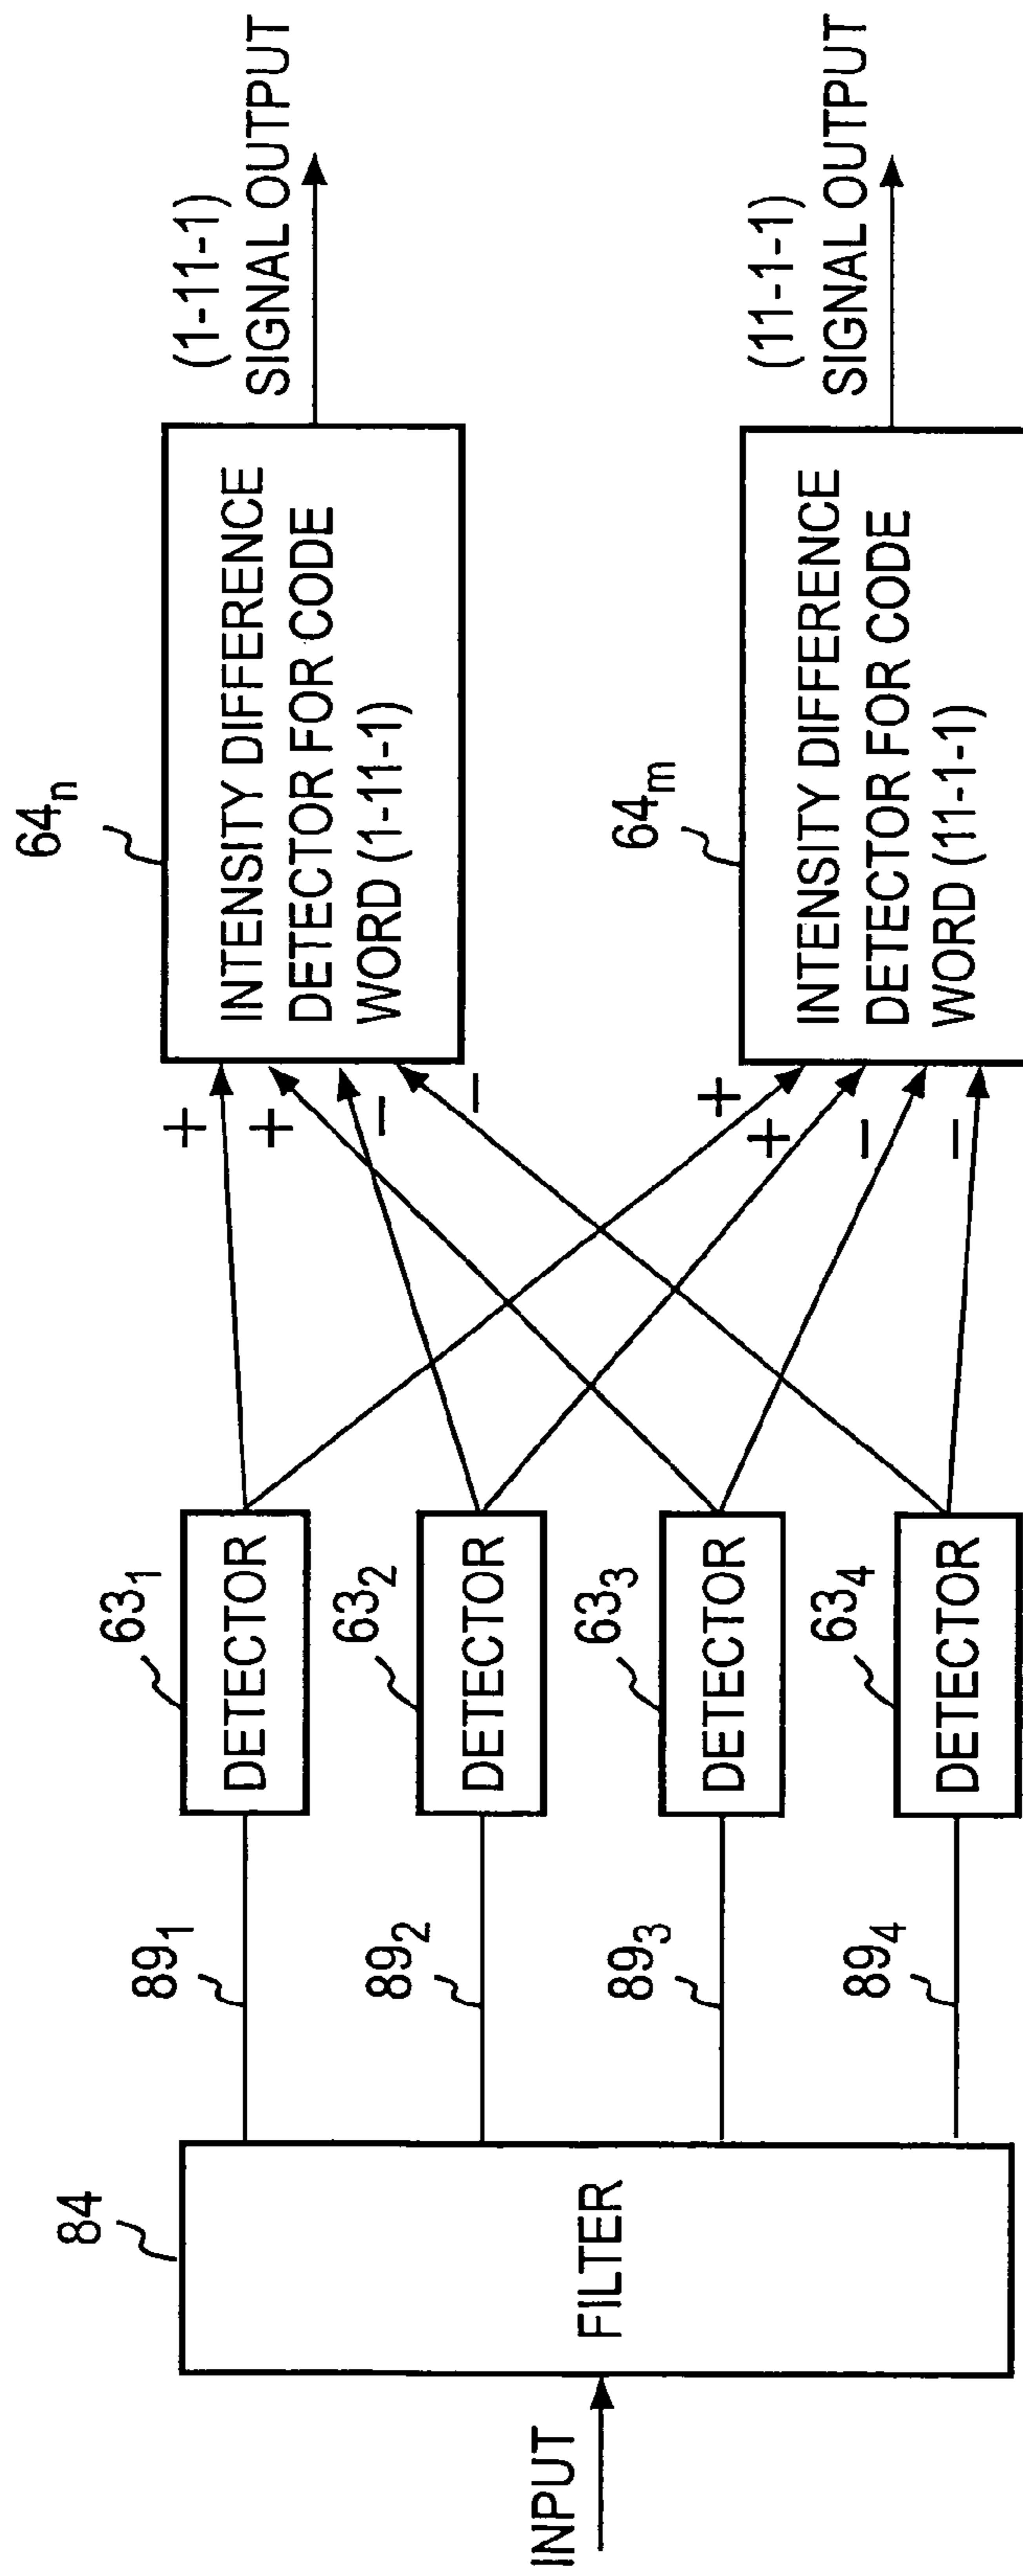 INPUT
84
FILTER
89₁
89₂
89₃
89₄
63₁
DETECTOR
63₂
DETECTOR
63₃
DETECTOR
63₄
DETECTOR
+
+
−
−
+
+
−
−
64ₙ
INTENSITY DIFFERENCE
DETECTOR FOR CODE
WORD (1-11-1)
64ₘ
INTENSITY DIFFERENCE
DETECTOR FOR CODE
WORD (11-1-1)
(1-11-1)
SIGNAL OUTPUT
(11-1-1)
SIGNAL OUTPUT